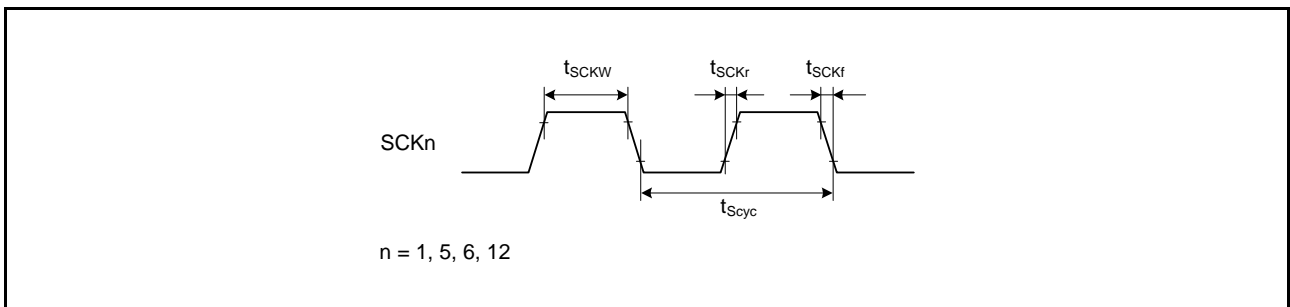 tSCKW tSCKr tSCKf
SCKn
tScyc
n = 1, 5, 6, 12